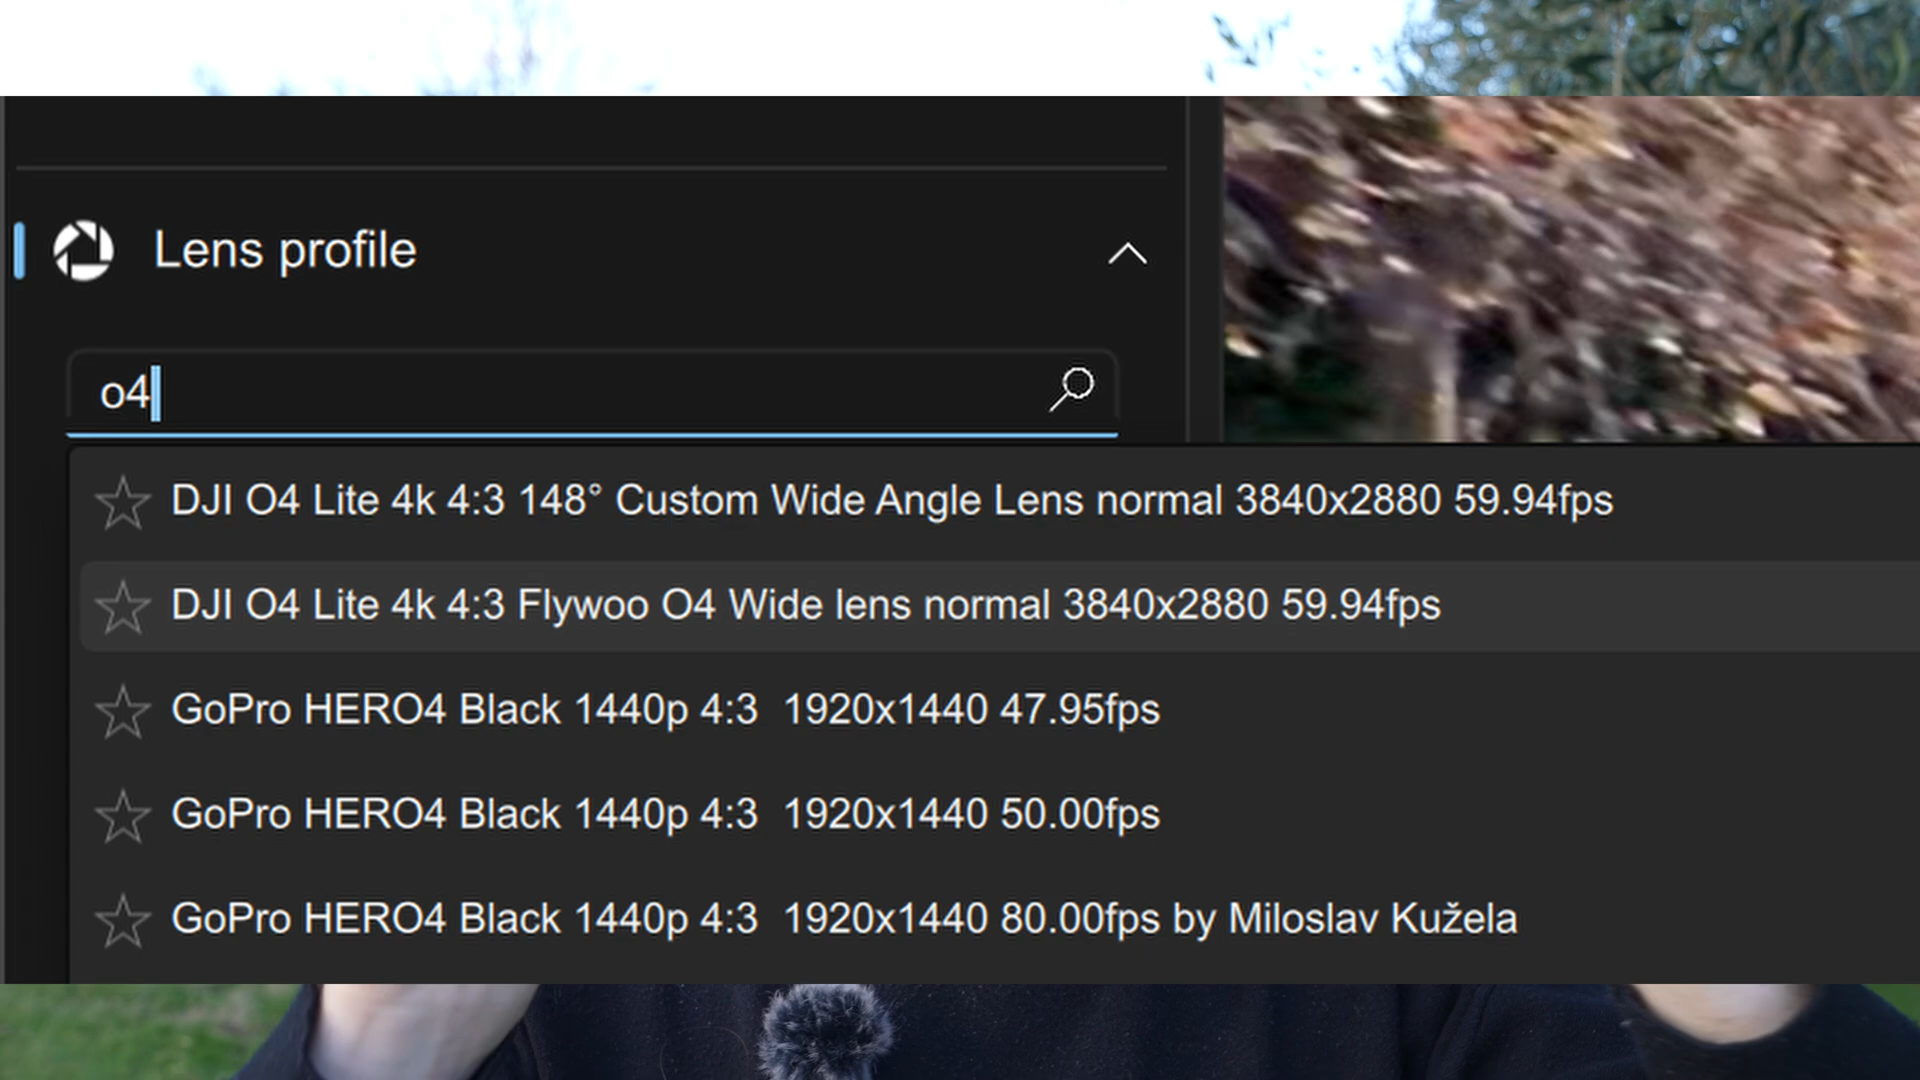 Lens profile
o4
DJI O4 Lite 4k 4:3 148° Custom Wide Angle Lens normal 3840x2880 59.94fps
DJI O4 Lite 4k 4:3 Flywoo O4 Wide lens normal 3840x2880 59.94fps
GoPro HERO4 Black 1440p 4:3  1920x1440 47.95fps
GoPro HERO4 Black 1440p 4:3  1920x1440 50.00fps
GoPro HERO4 Black 1440p 4:3  1920x1440 80.00fps by Miloslav Kužela